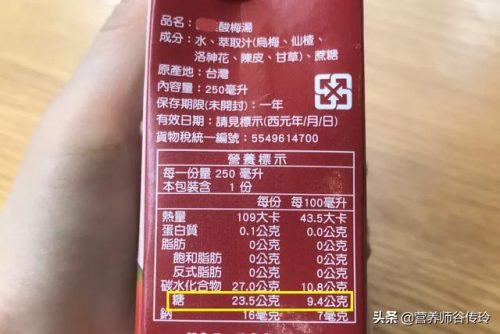 品名:酸梅湯
成分:水、萃取汁(烏梅、仙楂、
洛神花、陳皮、甘草)、蔗糖
原產地:台灣
內容量:250毫升
保存期限(未開封):一年
有效日期:請見標示(西元年/月/日)
貨物稅統一編號:5549614700
營養標示
每一份量 250 毫升
本包裝含 1 份
每份 每100毫升
熱量 109大卡 43.5大卡
蛋白質 0.1公克 0.0公克
脂肪 0公克 0公克
飽和脂肪 0公克 0公克
反式脂肪 0公克 0公克
碳水化合物 27.0公克 10.8公克
糖 23.5公克 9.4公克
鈉 16毫克 7毫克
头条 @营养师谷传玲